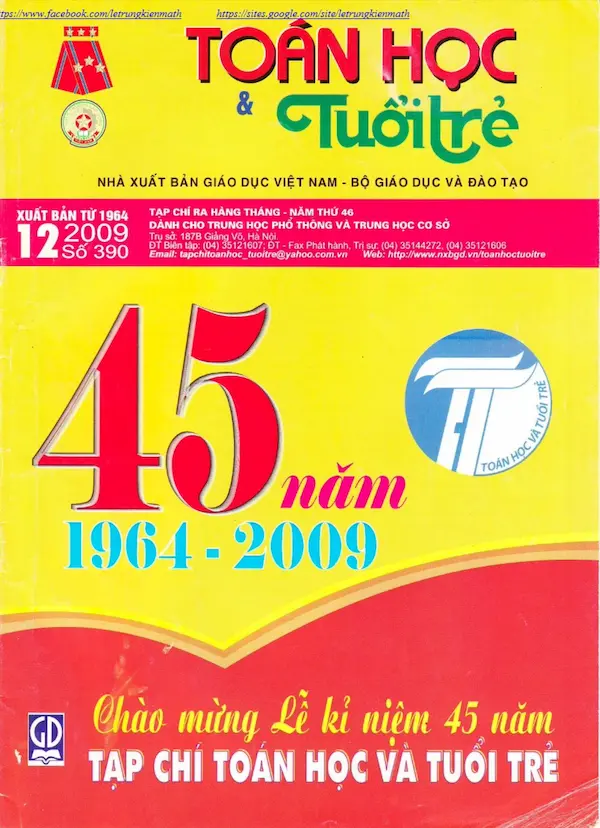 ps://www.facebook.com/letrungkienmath https://sites.google.com/site/letrungkienmath
TOÁN HỌC
& Tuổi trẻ
NHÀ XUẤT BẢN GIÁO DỤC VIỆT NAM - BỘ GIÁO DỤC VÀ ĐÀO TẠO
XUẤT BẢN TỪ 1964
12 2009
Số 390
TẠP CHÍ RA HÀNG THÁNG - NĂM THỨ 46
DÀNH CHO TRUNG HỌC PHỔ THÔNG VÀ TRUNG HỌC CƠ SỞ
Trụ sở: 187B Giảng Võ, Hà Nội.
ĐT Biên tập: (04) 35121607; ĐT - Fax Phát hành, Trị sự: (04) 35144272, (04) 35121606
Email: tapchitoanhoc_tuoitre@yahoo.com.vn Web: http://www.nxbgd.vn/toanhoctuoitre
45 năm
1964 - 2009
TOÁN HỌC VÀ TUỔI TRẺ
Chào mừng Lễ kỉ niệm 45 năm
GD
TẠP CHÍ TOÁN HỌC VÀ TUỔI TRẺ